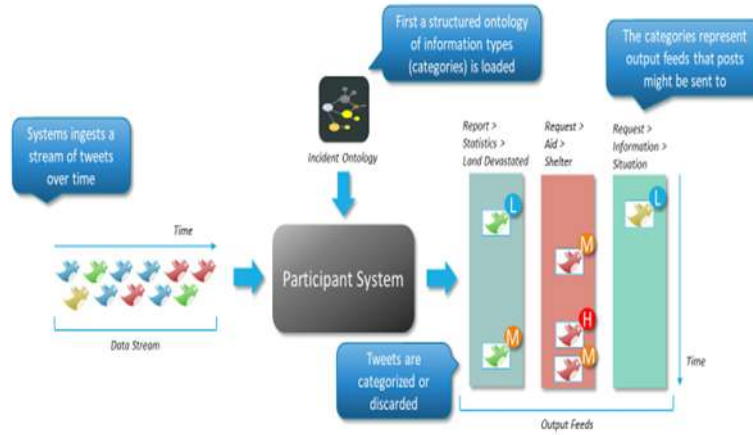 First a structured ontology
of information types
(categories) is loaded
The categories represent
output feeds that posts
might be sent to
Systems ingests a
stream of tweets
over time
Incident Ontology
Report >
Statistics >
Land Devastated
Request >
Aid >
Shelter
Request >
Information >
Situation
Time
Data Stream
Participant System
L
M
M
H
M
L
Tweets are
categorized or
discarded
Time
Output Feeds